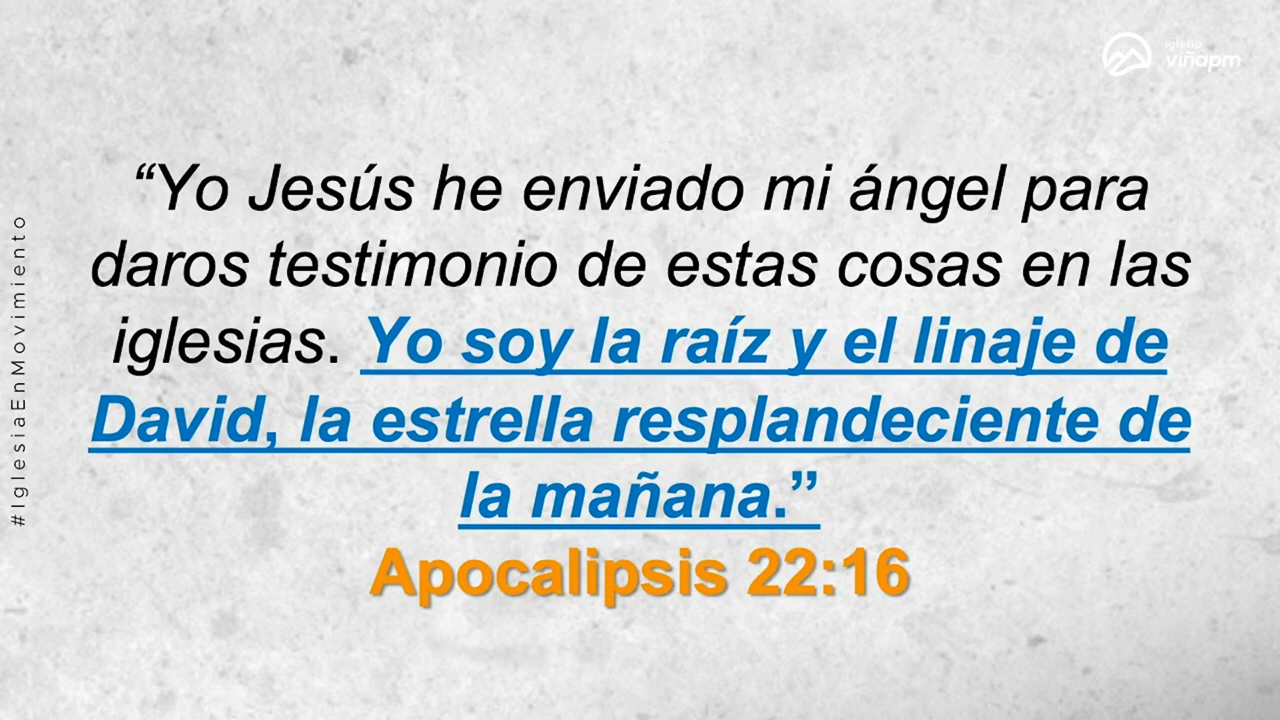 iglesia
viñapm
“Yo Jesús he enviado mi ángel para
daros testimonio de estas cosas en las
iglesias. Yo soy la raíz y el linaje de
David, la estrella resplandeciente de
la mañana.”
Apocalipsis 22:16
#IglesiaEnMovimiento